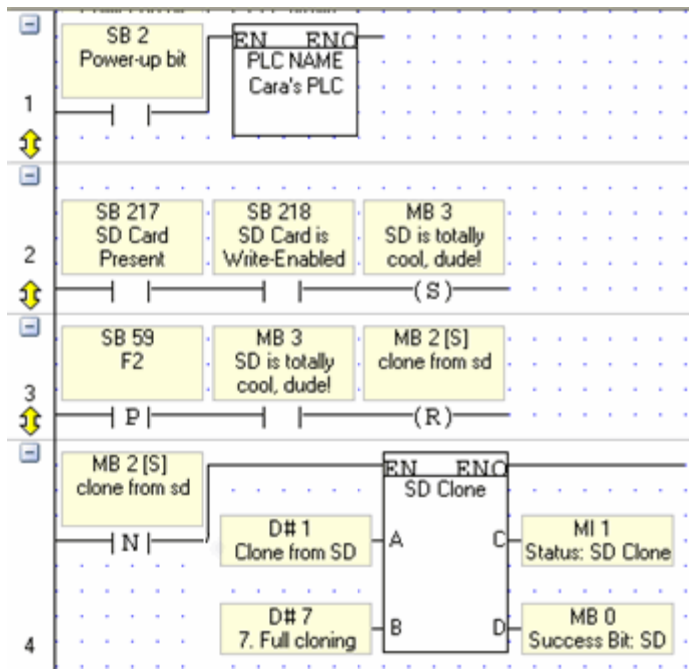 SB 2
Power-up bit
EN ENO
PLC NAME
Cara's PLC
1
SB 217
SD Card
Present
SB 218
SD Card is
Write-Enabled
MB 3
SD is totally
cool, dude!
2
(S)
SB 59
F2
MB 3
SD is totally
cool, dude!
MB 2 [S]
clone from sd
3
P
(R)
MB 2 [S]
clone from sd
EN ENO
SD Clone
N
D# 1
Clone from SD
A
C
MI 1
Status: SD Clone
D# 7
7. Full cloning
B
D
MB 0
Success Bit: SD
4